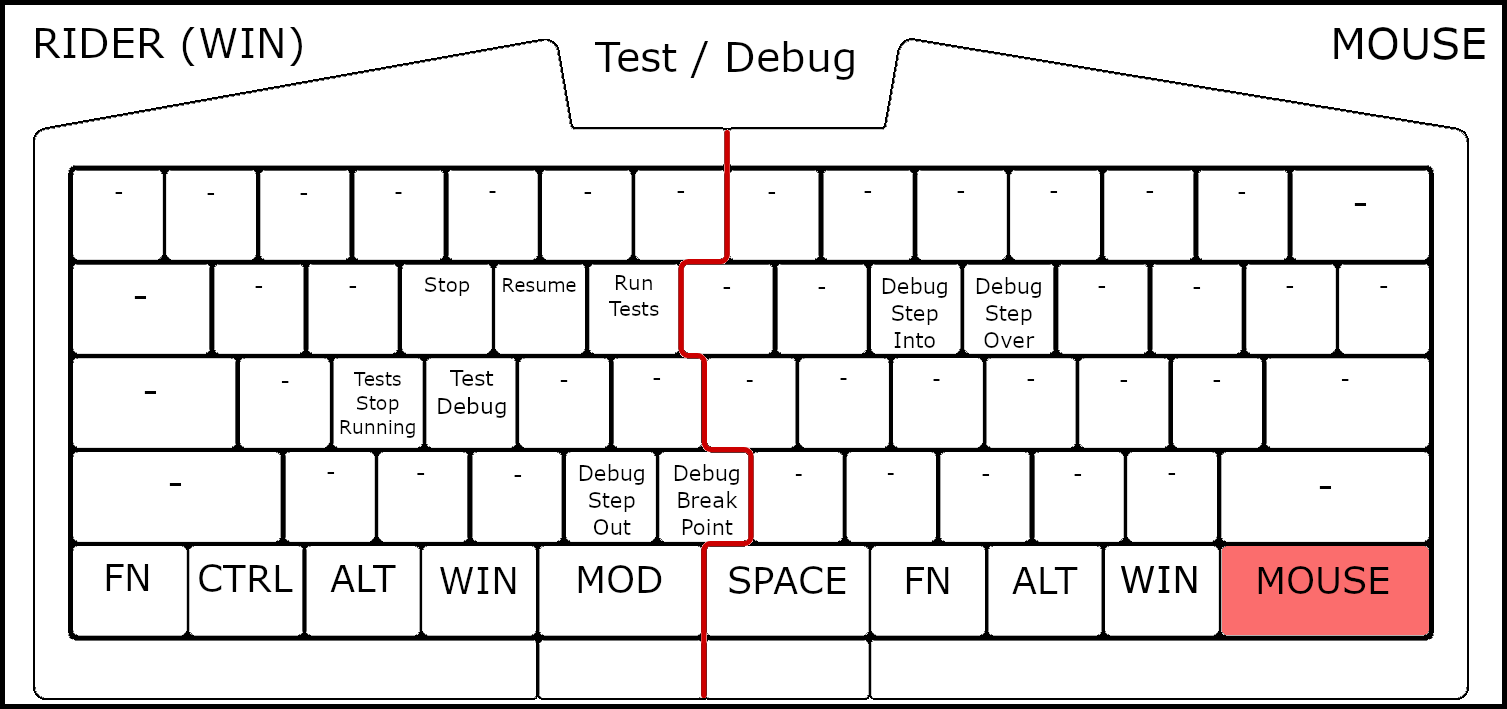 RIDER (WIN)
Test / Debug
MOUSE
- - - - - - - - - - - - - -
- - - Stop Resume Run
Tests
- - Debug
Step
Into
Debug
Step
Over
- - - -
- - Tests
Stop
Running
Test
Debug
- - - - - - - - -
- - - - Debug
Step
Out
Debug
Break
Point
- - - - - -
FN CTRL ALT WIN MOD SPACE FN ALT WIN MOUSE